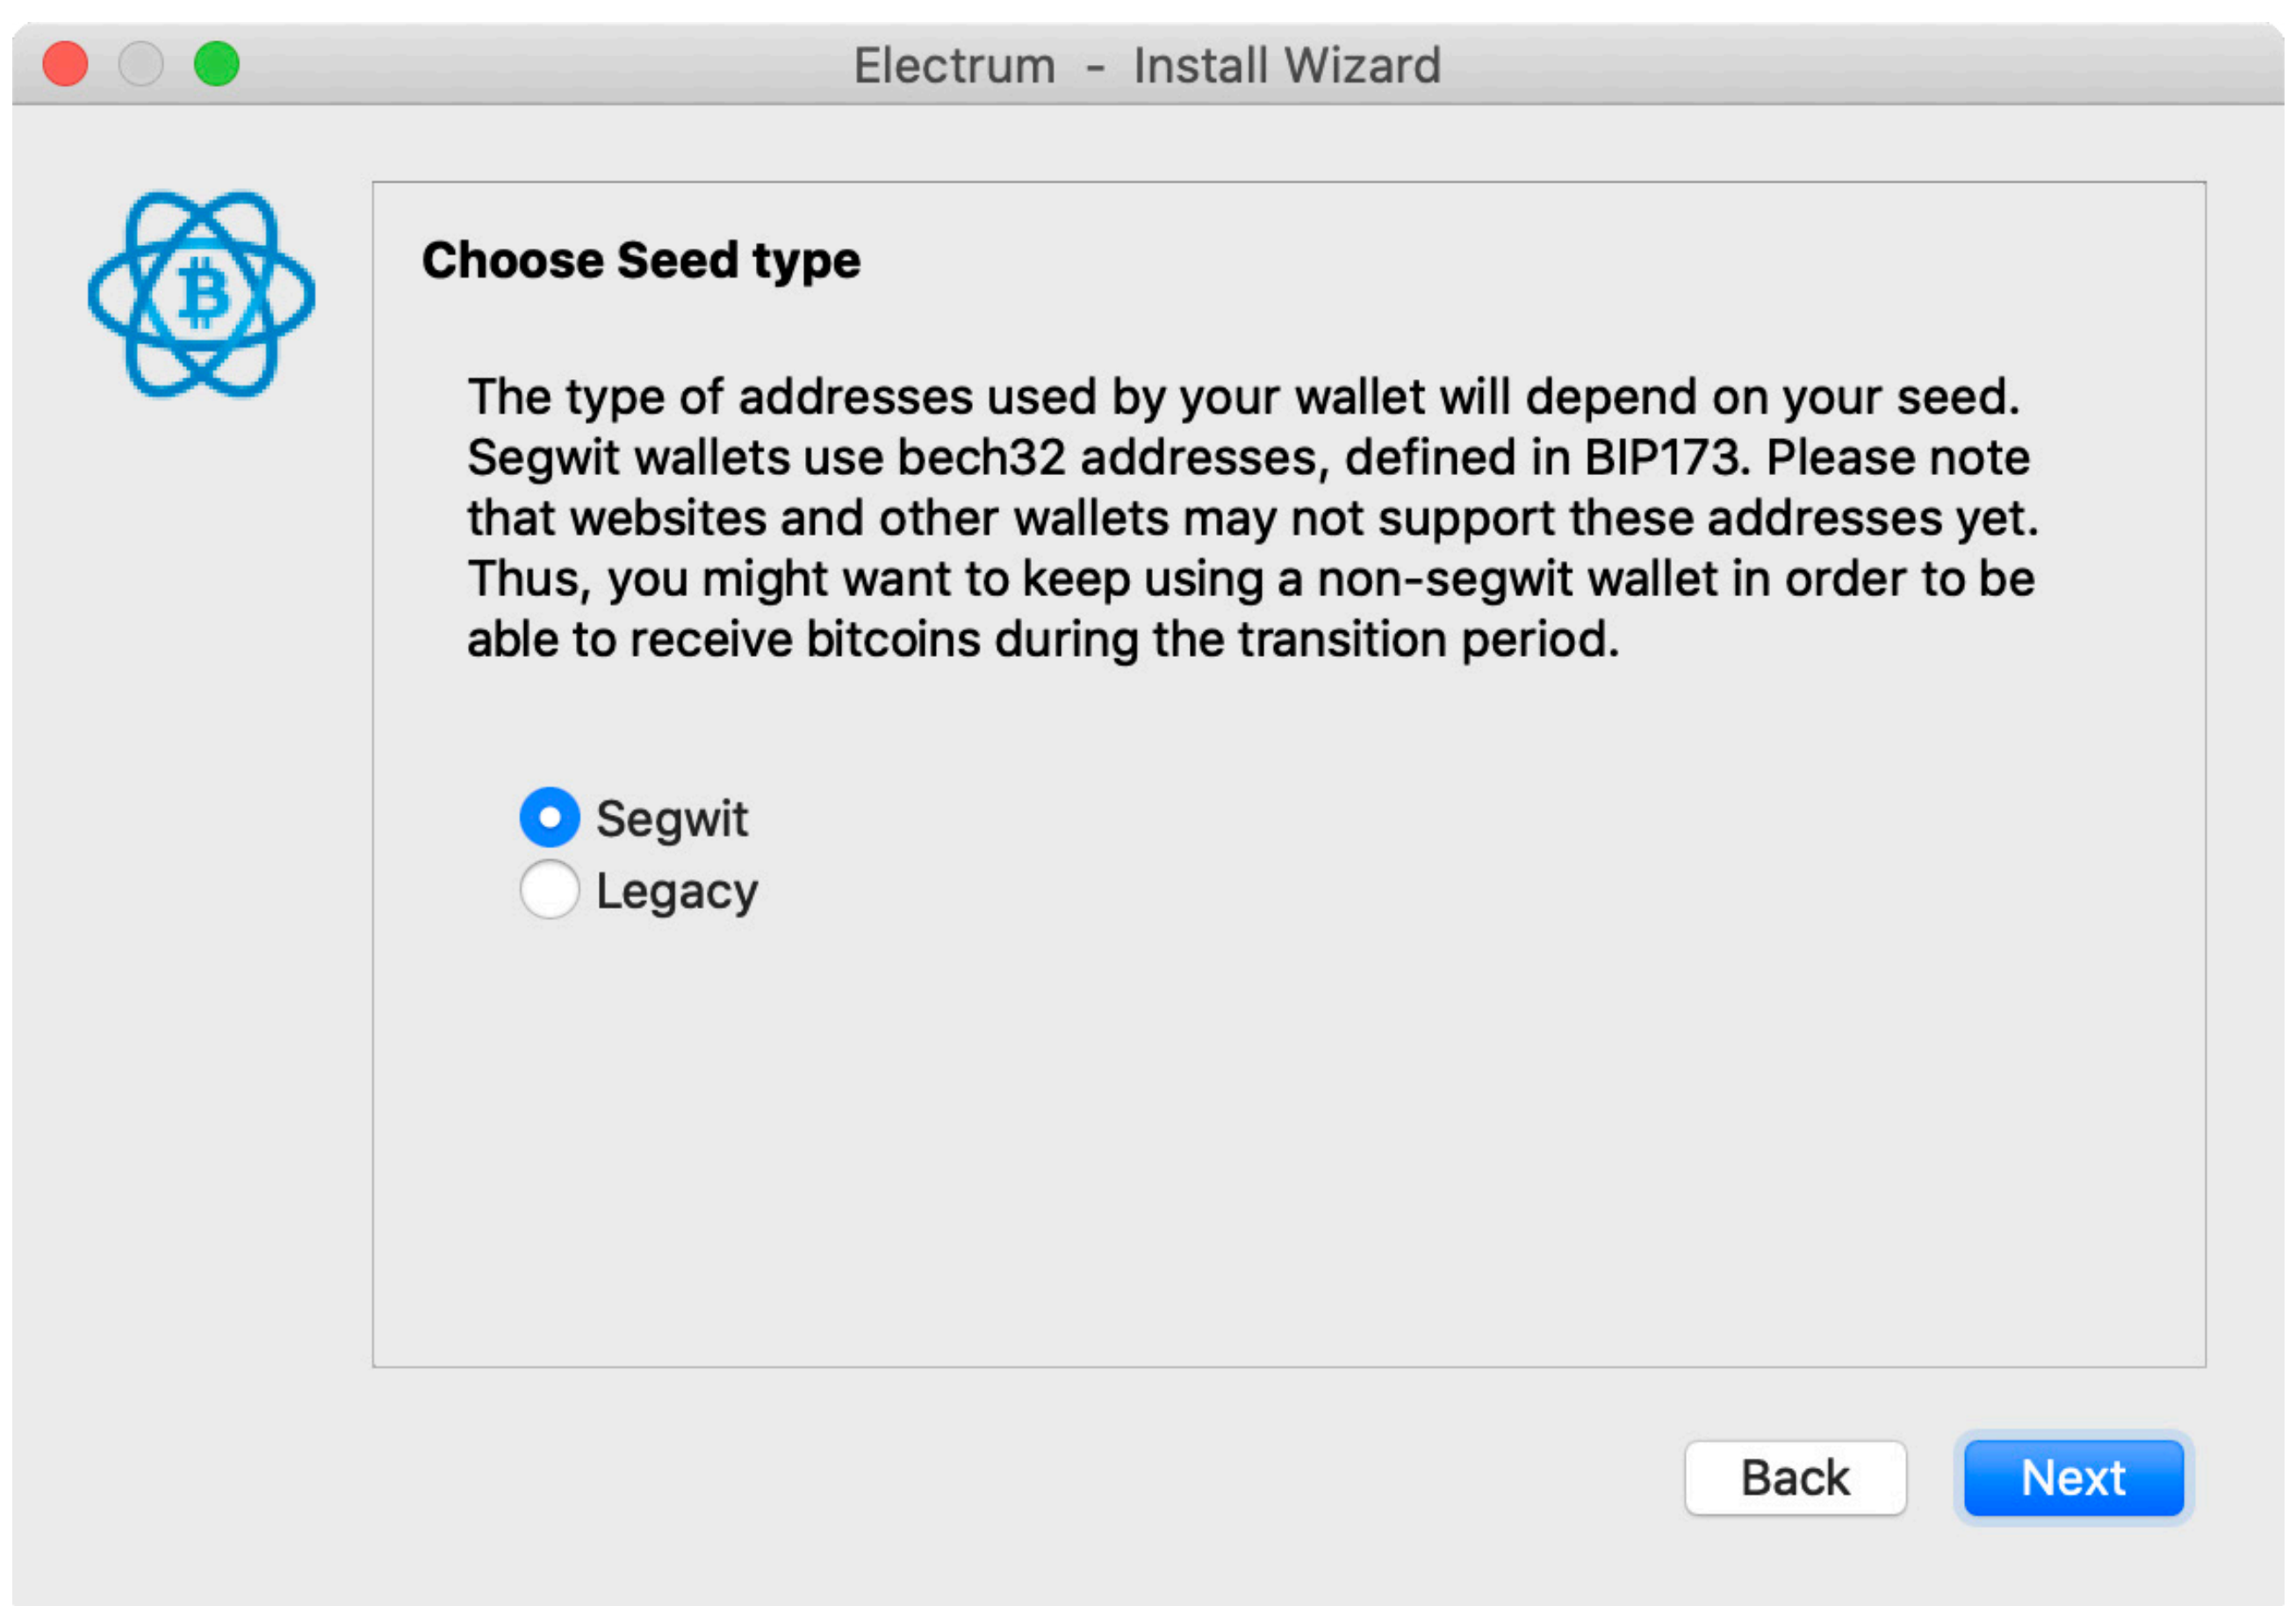 Electrum - Install Wizard
Choose Seed type
The type of addresses used by your wallet will depend on your seed.
Segwit wallets use bech32 addresses, defined in BIP173. Please note
that websites and other wallets may not support these addresses yet.
Thus, you might want to keep using a non-segwit wallet in order to be
able to receive bitcoins during the transition period.
Segwit
Legacy
Back
Next